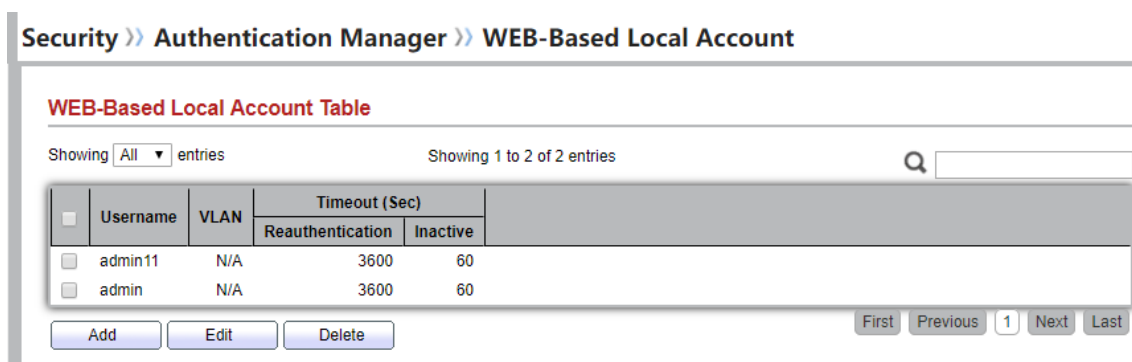 Security 》 Authentication Manager 》 WEB-Based Local Account
WEB-Based Local Account Table
Showing All ▼ entries Showing 1 to 2 of 2 entries
Timeout (Sec)
Username VLAN Reauthentication Inactive
admin11 N/A 3600 60
admin N/A 3600 60
Add Edit Delete First Previous 1 Next Last